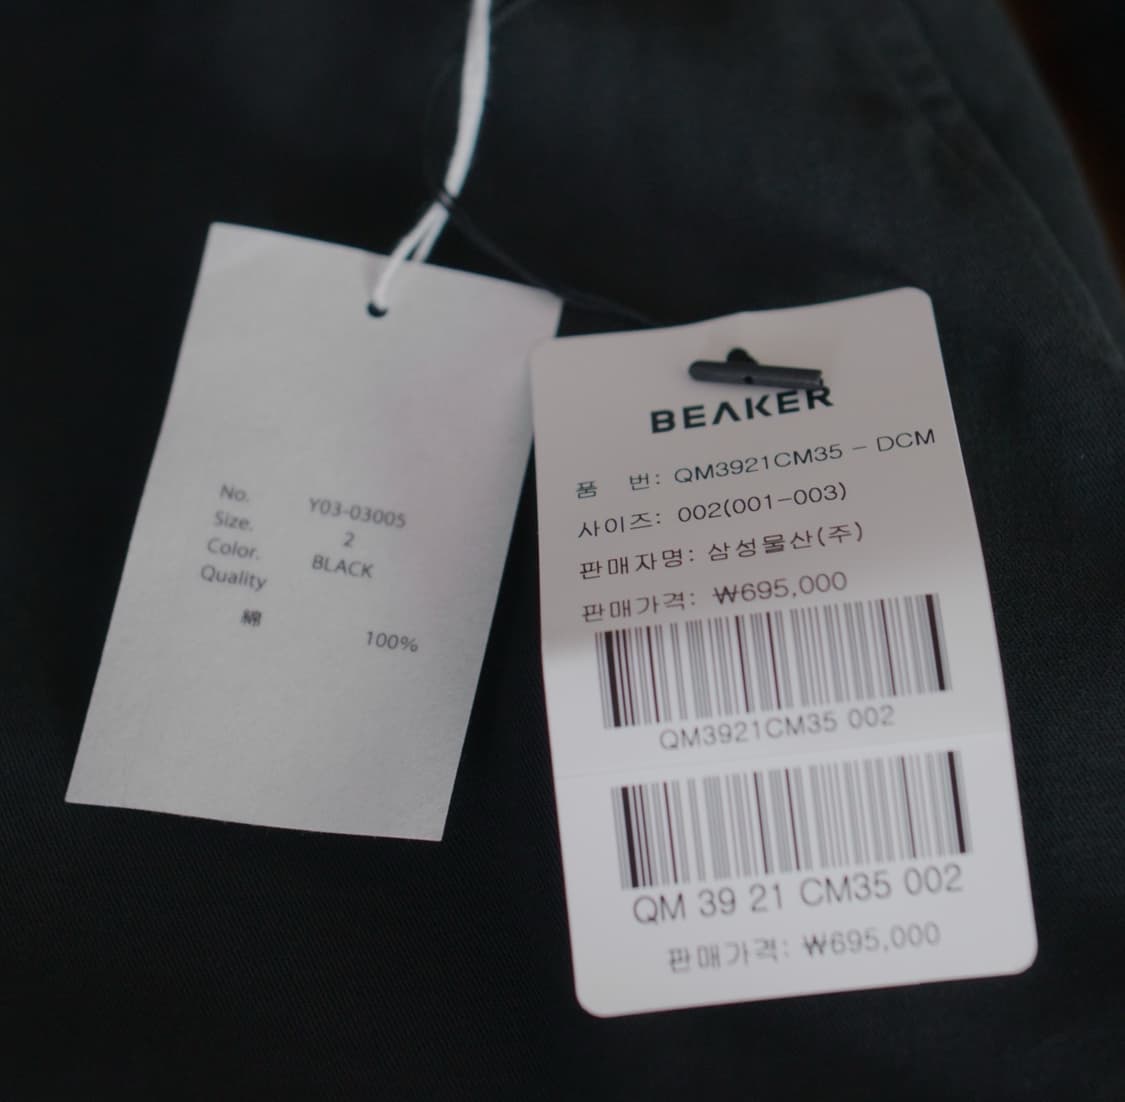 No. Y03-03005
Size. 2
Color. BLACK
Quality
綿 100%
BEAKER
품 번: QM3921CM35 - DCM
사이즈: 002(001-003)
판매자명: 삼성물산(주)
판매가격: ₩695,000
QM3921CM35 002
QM 39 21 CM35 002
판매가격: ₩695,000